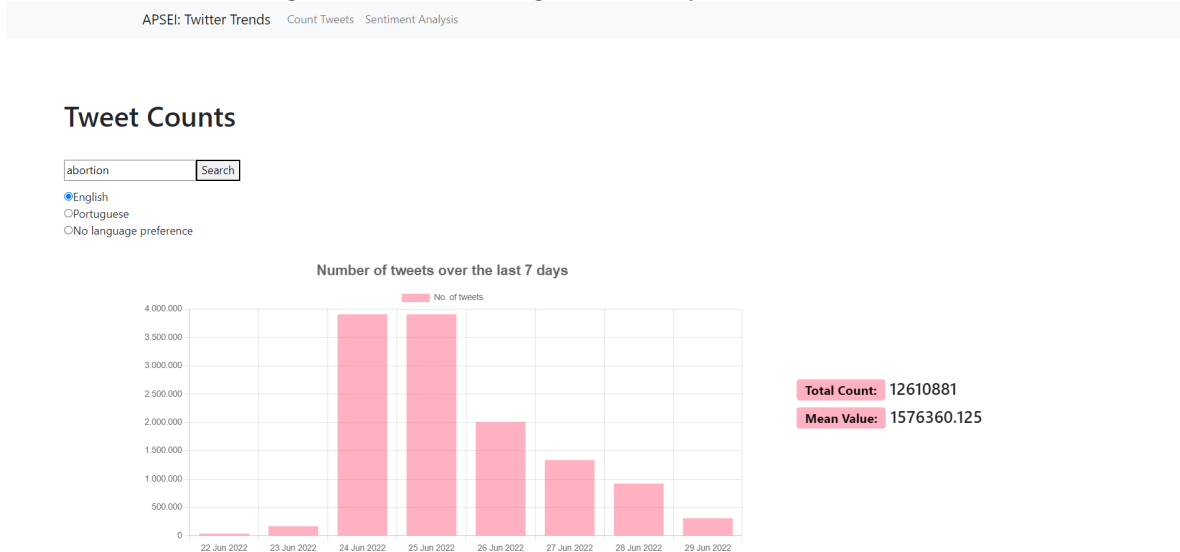 APSEI: Twitter Trends Count Tweets Sentiment Analysis
Tweet Counts
abortion Search
English
Portuguese
No language preference
Number of tweets over the last 7 days
No. of tweets
4.000.000
3.500.000
3.000.000
2.500.000
2.000.000
1.500.000
1.000.000
500.000
0
22 Jun 2022 23 Jun 2022 24 Jun 2022 25 Jun 2022 26 Jun 2022 27 Jun 2022 28 Jun 2022 29 Jun 2022
Total Count: 12610881
Mean Value: 1576360.125